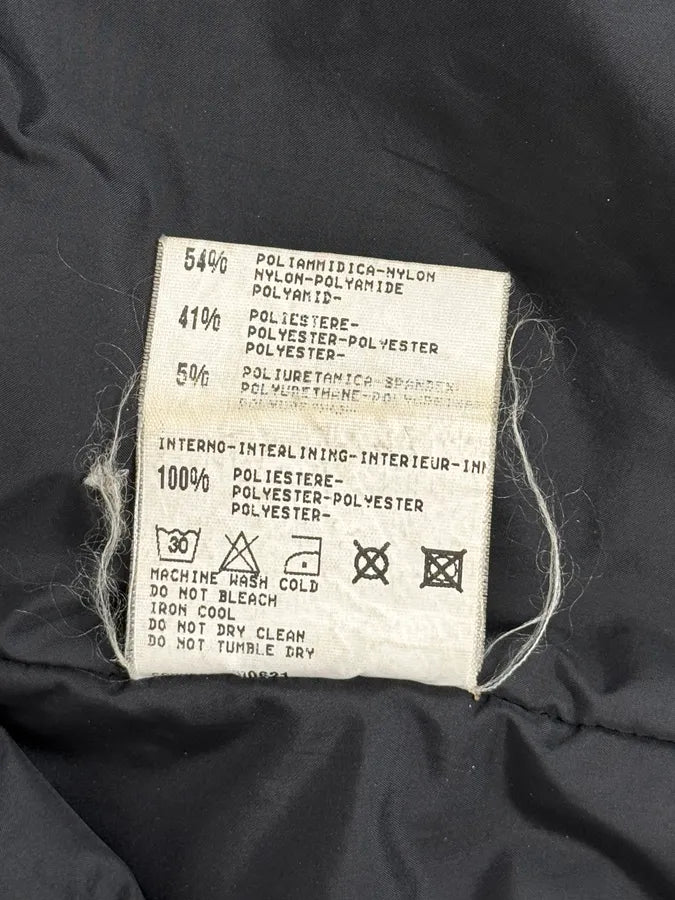 54% POLIAMMIDICA-NYLON
NYLON-POLYAMIDE
POLYAMID-
41% POLIESTERE-
POLYESTER-POLYESTER
POLYESTER-
5% POLIURETANICA-SPANDEX.
POLYURETHANE-
INTERNO-INTERLINING-INTERIEUR-INN
100% POLIESTERE-
POLYESTER-POLYESTER
POLYESTER-
30
MACHINE WASH COLD
DO NOT BLEACH
IRON COOL
DO NOT DRY CLEAN
DO NOT TUMBLE DRY